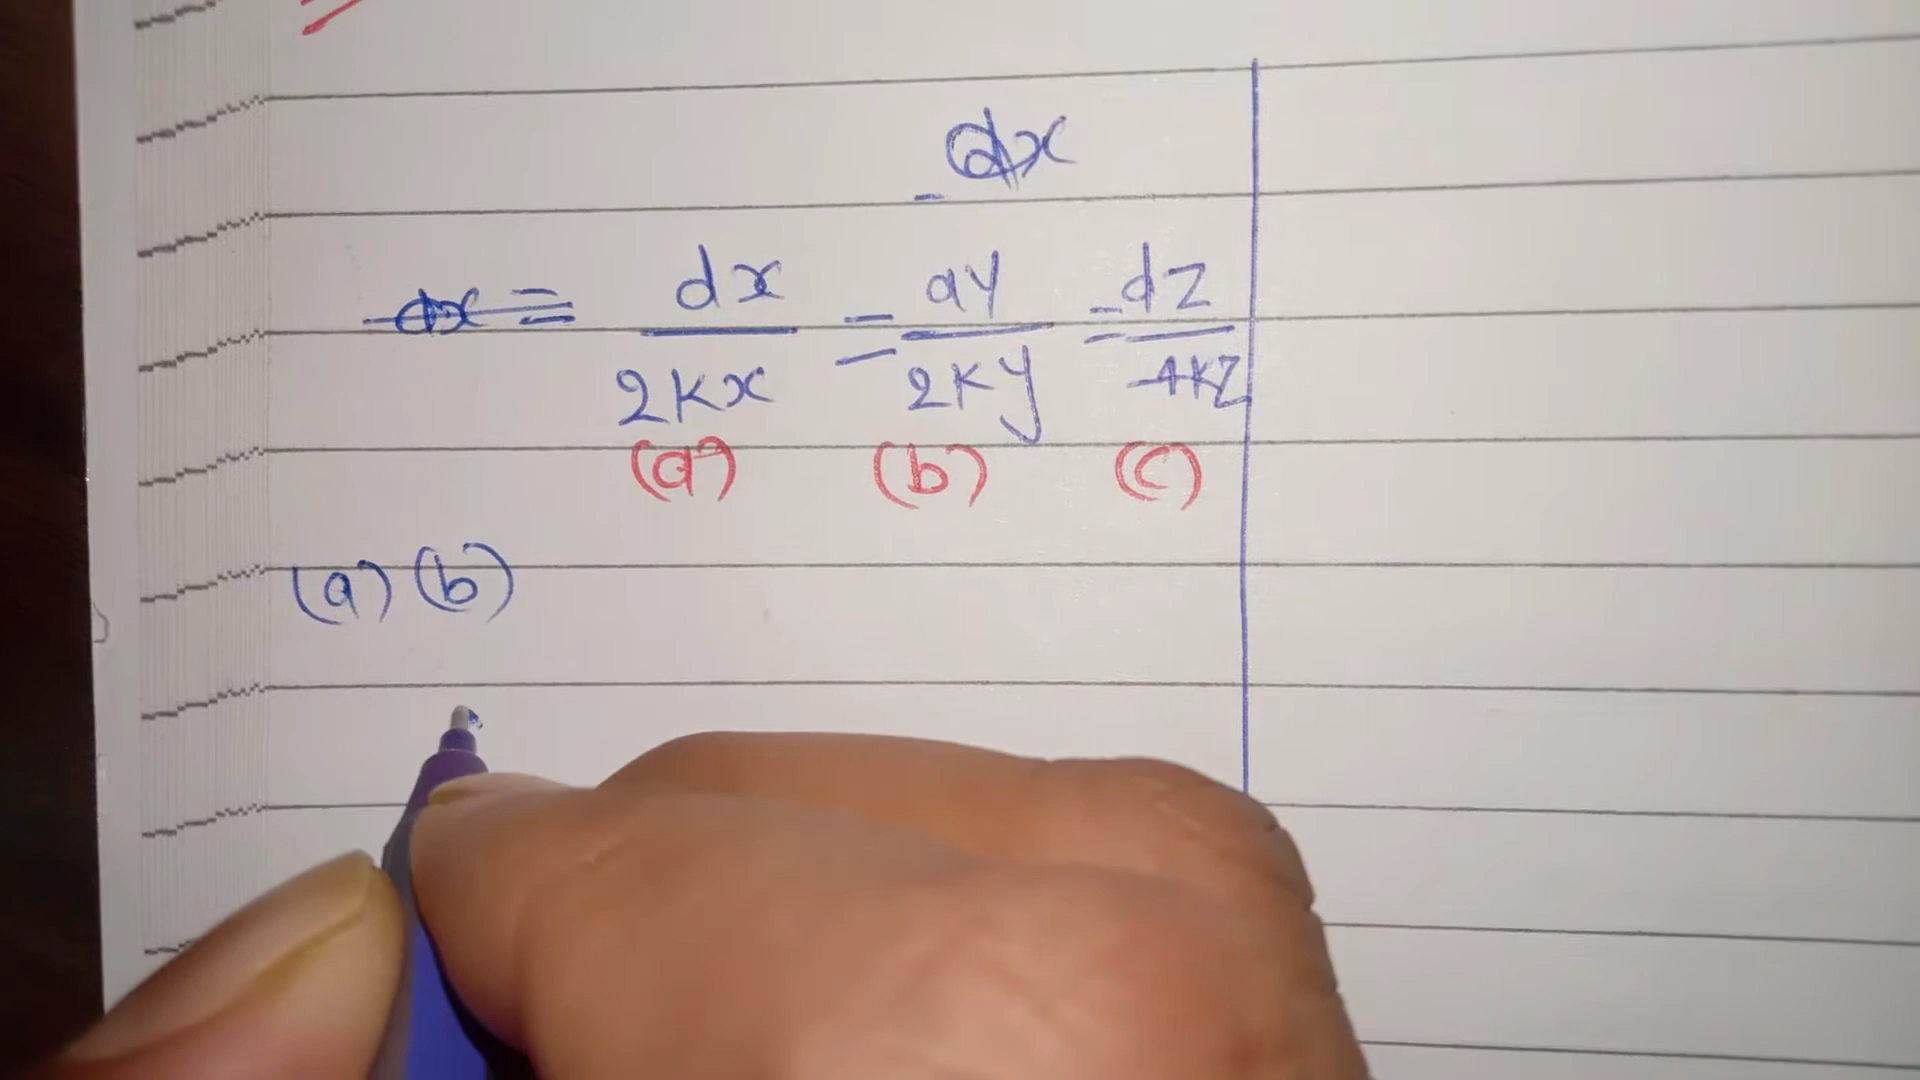 dx
dx = dx/2kx = dy/2ky = dz/-4kz
(a) (b) (c)
(a) (b)